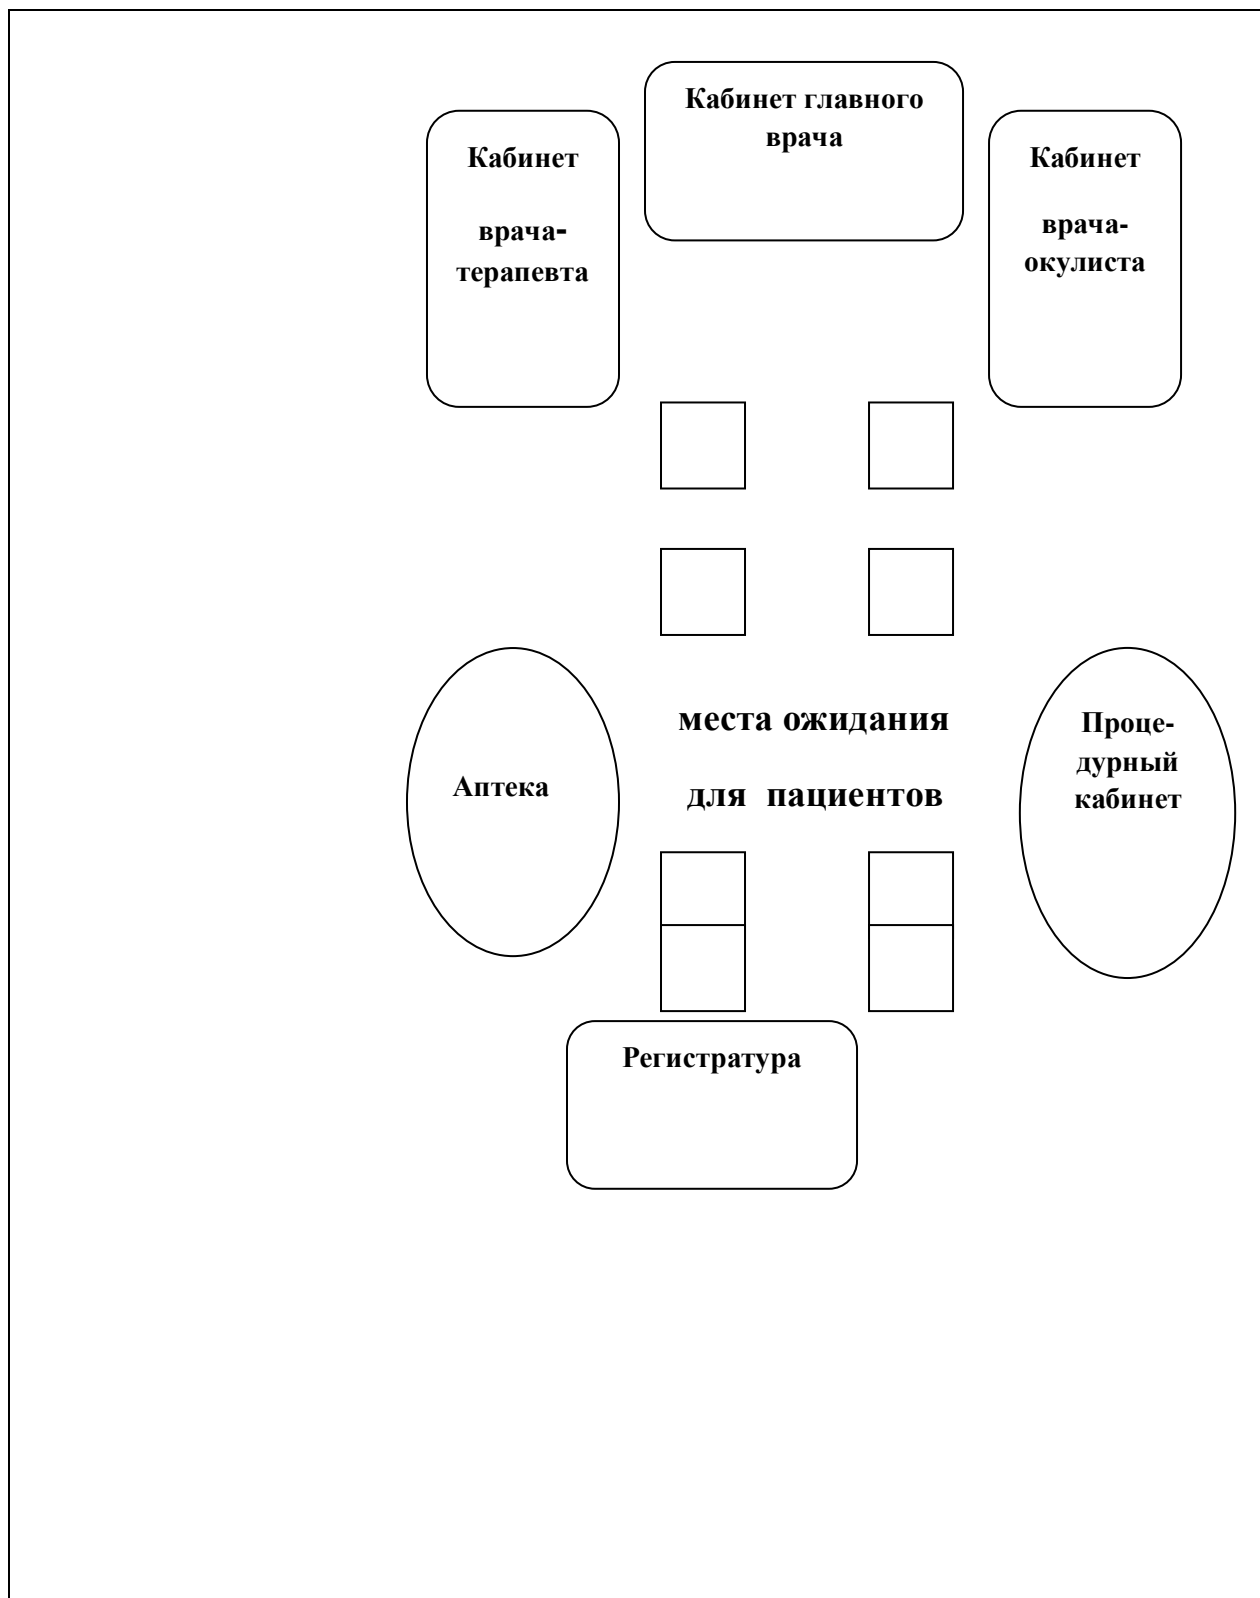 Кабинет главного
врача
Кабинет
врача-
терапевта
Кабинет
врача-
окулиста
места ожидания
для пациентов
Аптека
Проце-
дурный
кабинет
Регистратура